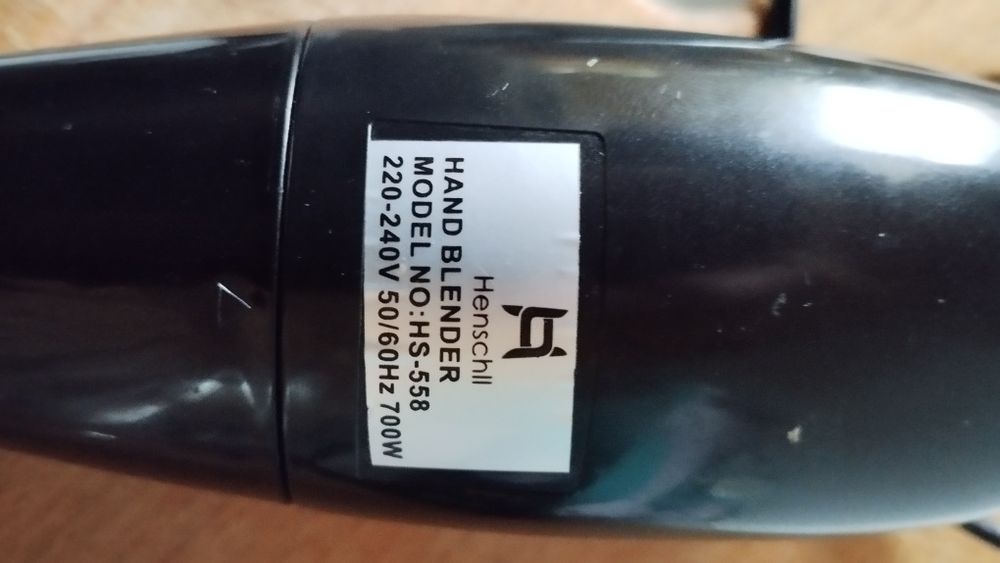 Henschll
HAND BLENDER
MODEL NO:HS-558
220-240V 50/60Hz 700W